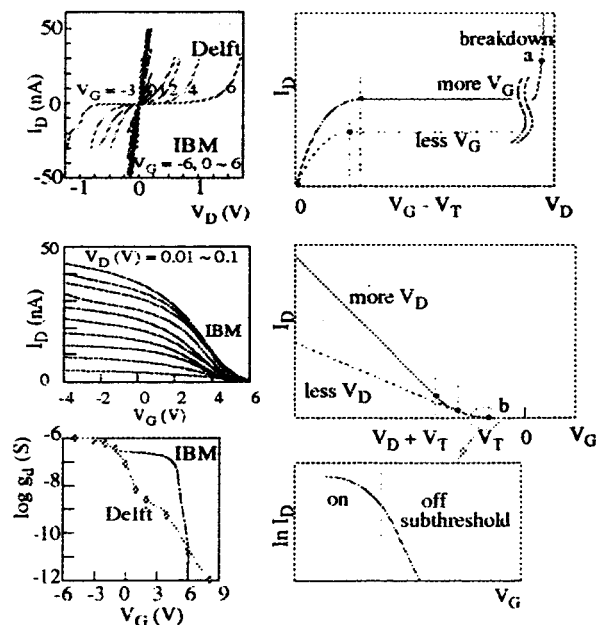 50
Delft
V_G = -3 0 1 2 4 6
0
I_D (nA)
IBM
V_G = -6, 0 ~ 6
-50
-1 0 1
V_D (V)
breakdown
a
more V_G
I_D
less V_G
0 V_G - V_T V_D
50
V_D (V) = 0.01 ~ 0.1
I_D (nA)
IBM
0
-4 -2 0 2 4 6
V_G (V)
more V_D
I_D
less V_D
b
V_D + V_T V_T 0 V_G
-6
IBM
-8
log g_d (S)
Delft
-10
-12
-6 -3 0 3 6 9
V_G (V)
ln I_D
on off
subthreshold
V_G